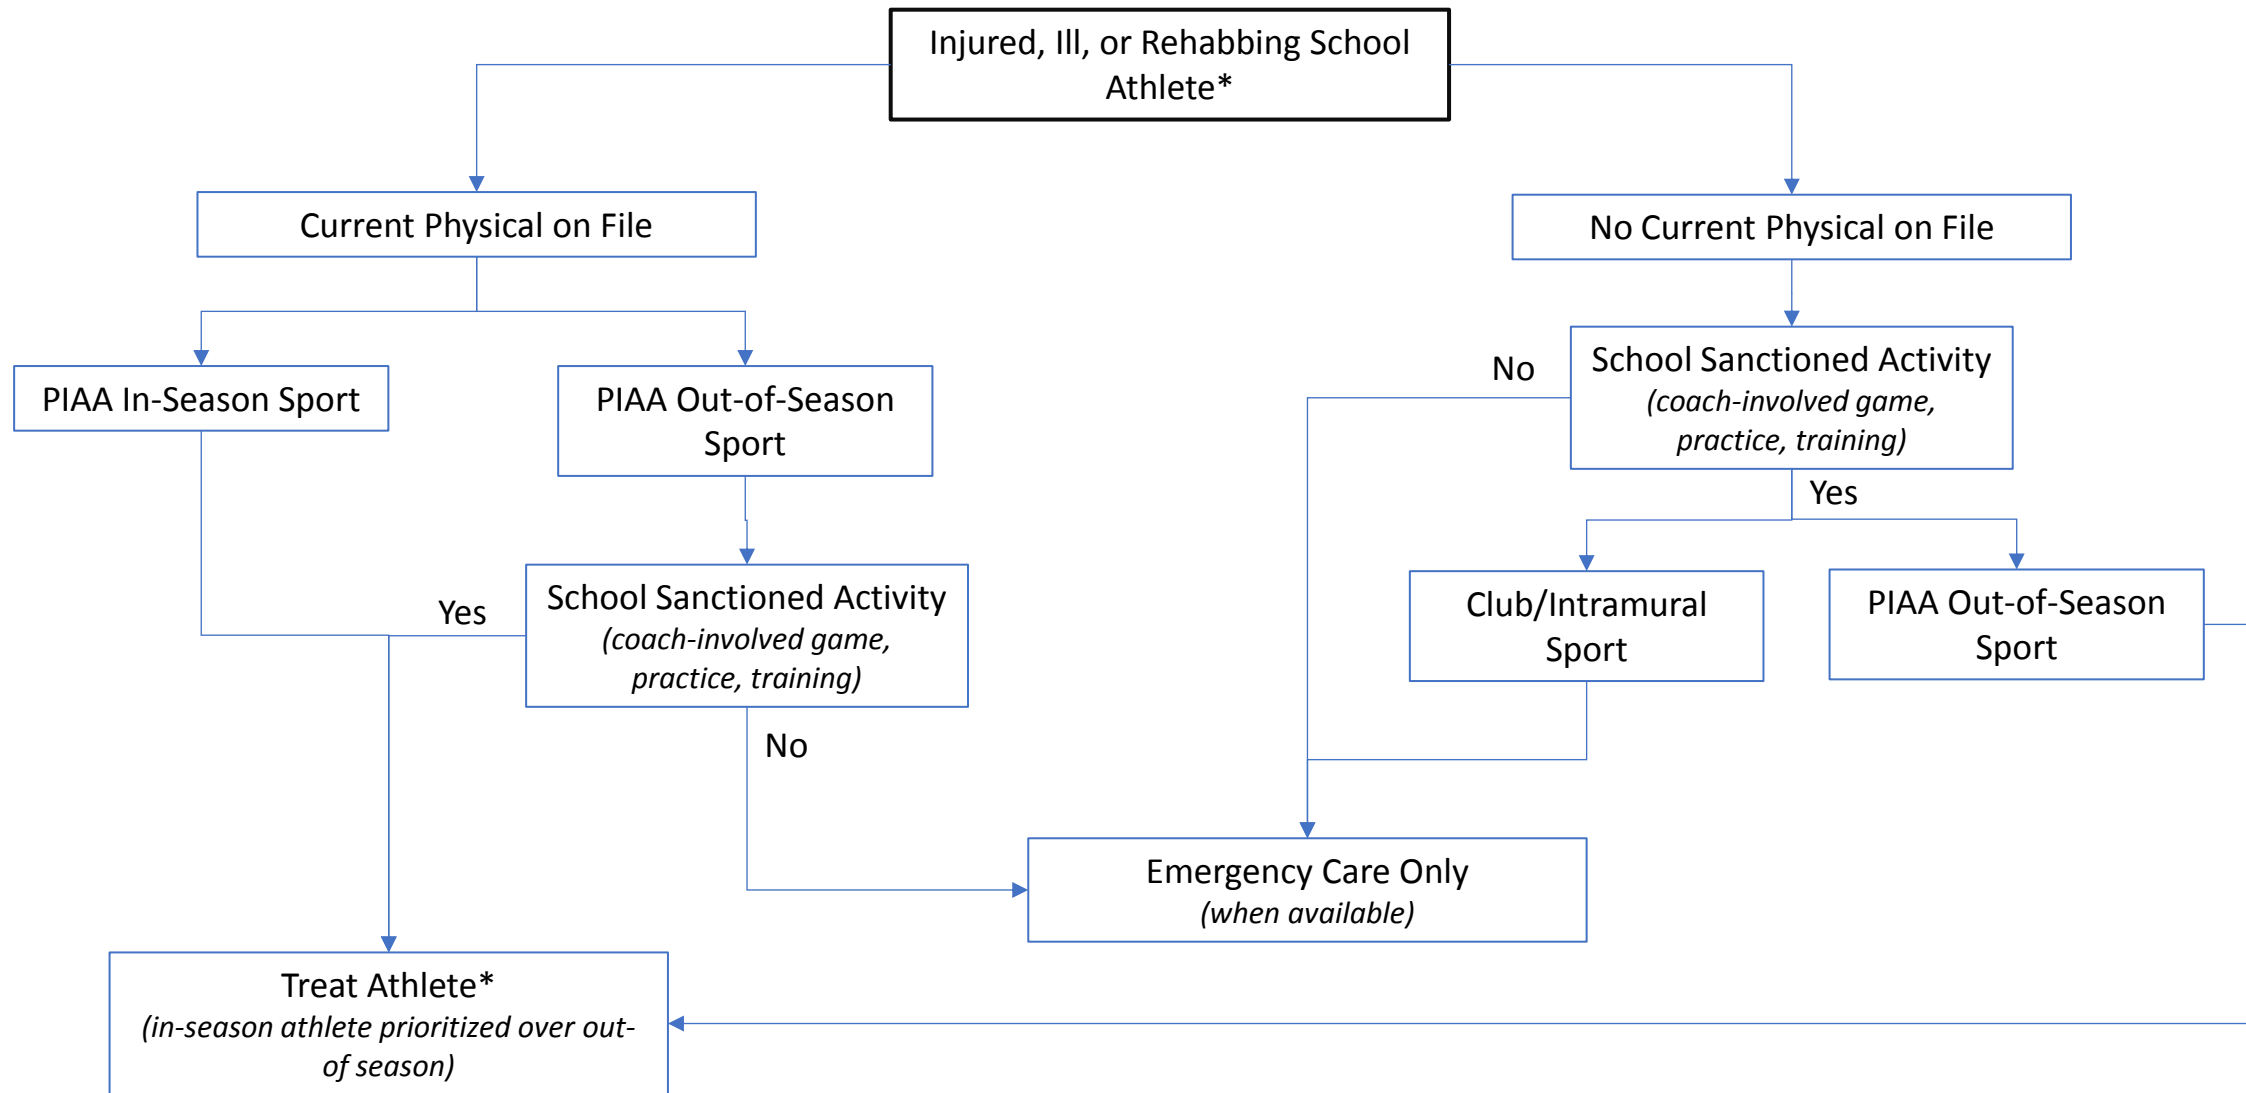 Injured, Ill, or Rehabbing School
Athlete*
Current Physical on File
No Current Physical on File
PIAA In-Season Sport
PIAA Out-of-Season
Sport
No
School Sanctioned Activity
(coach-involved game,
practice, training)
Yes
Yes
School Sanctioned Activity
(coach-involved game,
practice, training)
No
Club/Intramural
Sport
PIAA Out-of-Season
Sport
Emergency Care Only
(when available)
Treat Athlete*
(in-season athlete prioritized over out-
of season)